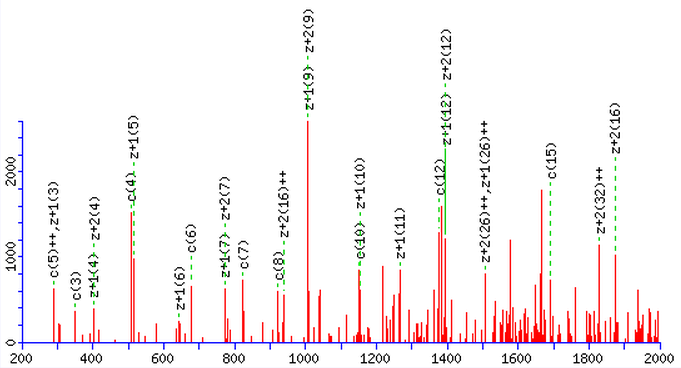 c(5)++,z+1(3)
c(3)
z+1(4)
z+2(4)
c(4)
z+1(5)
z+1(6)
c(6)
z+1(7)
z+2(7)
c(7)
c(8)
z+2(16)++
z+1(9)
z+2(9)
c(10)
z+1(10)
z+1(11)
c(12)
z+1(12)
z+2(12)
z+2(26)++,z+1(26)++
c(15)
z+2(32)++
z+2(16)
2000
1000
0
200
400
600
800
1000
1200
1400
1600
1800
2000